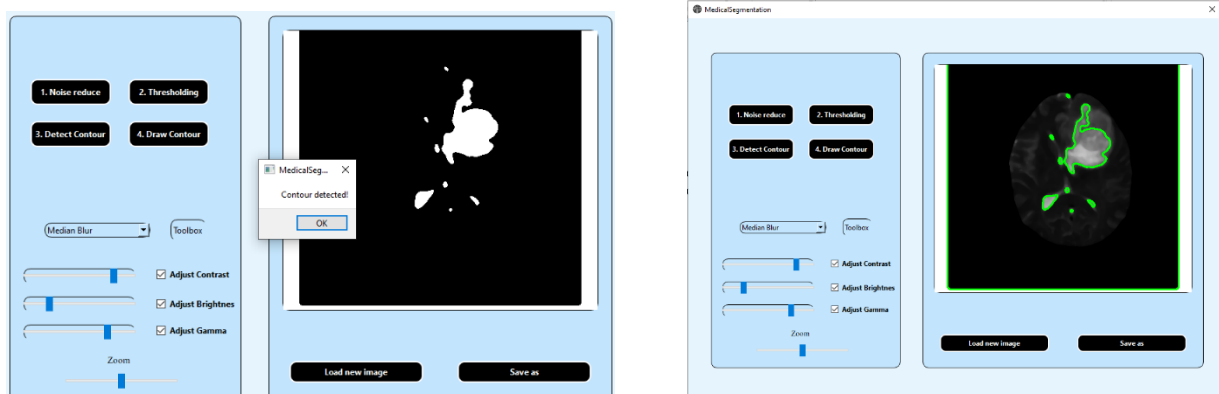 1. Noise reduce
2. Thresholding
3. Detect Contour
4. Draw Contour
MedicalSeg...
Contour detected!
OK
Median Blur
Toolbox
Adjust Contrast
Adjust Brightnes
Adjust Gamma
Zoom
Load new image
Save as
MedicalSegmentation
1. Noise reduce
2. Thresholding
3. Detect Contour
4. Draw Contour
Median Blur
Toolbox
Adjust Contrast
Adjust Brightnes
Adjust Gamma
Zoom
Load new image
Save as